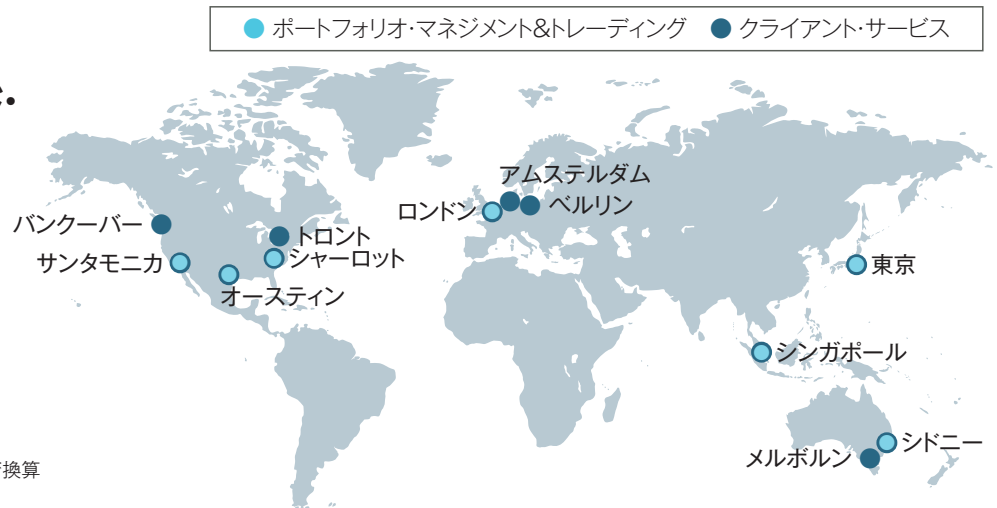 ポートフォリオ・マネジメント&トレーディング クライアント・サービス
アムステルダム
ロンドン
ベルリン
バンクーバー
トロント
サンタモニカ
シャーロット
オースティン
東京
シンガポール
シドニー
メルボルン
換算